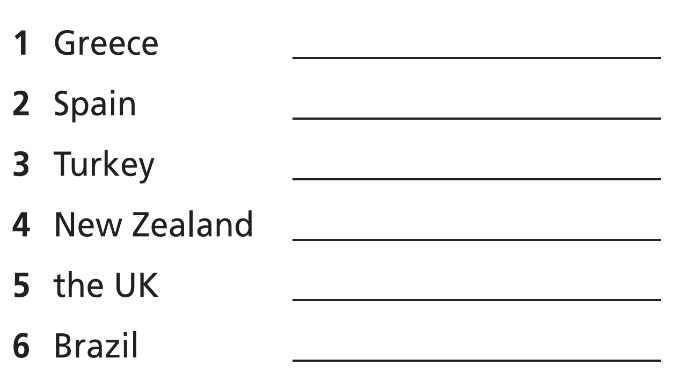 1 Greece
2 Spain
3 Turkey
4 New Zealand
5 the UK
6 Brazil